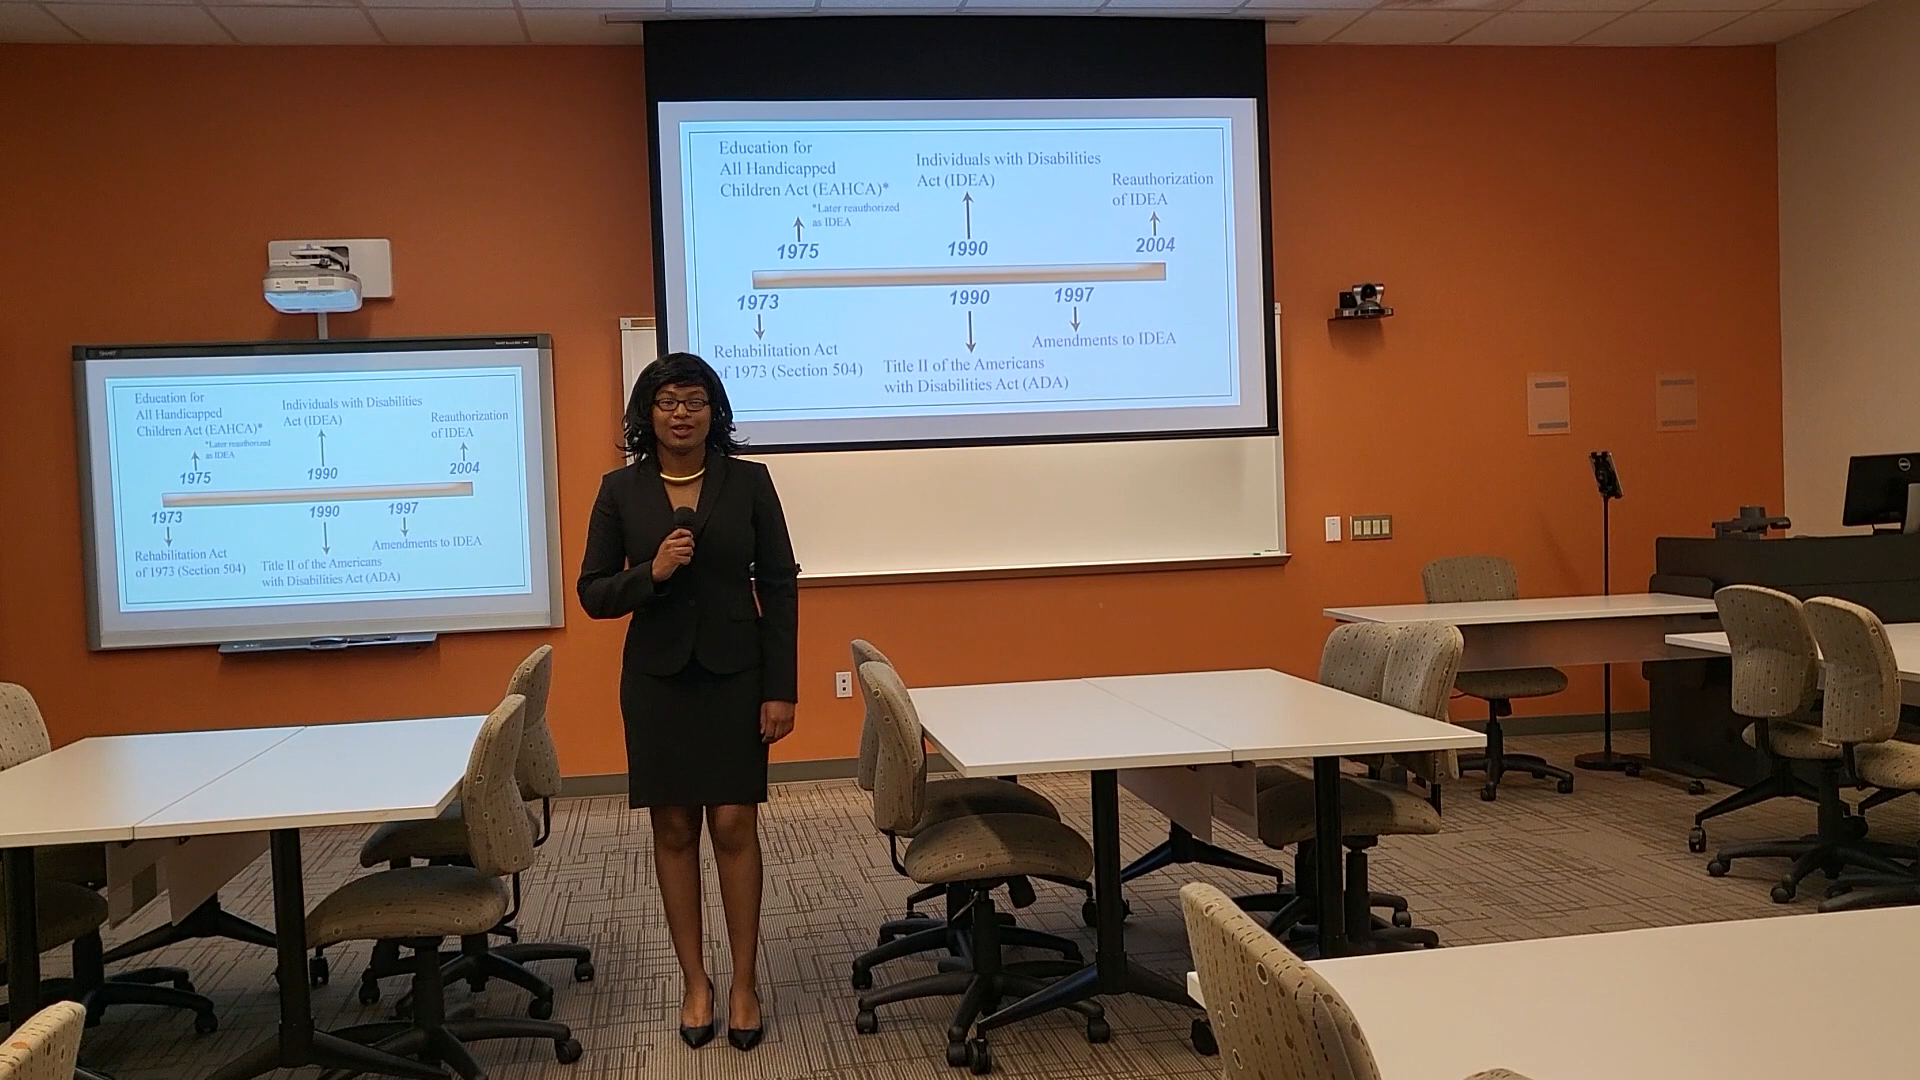 Education for
All Handicapped
Children Act (EAHCA)*
*Later reauthorized
as IDEA
1975
Individuals with Disabilities
Act (IDEA)
1990
Reauthorization
of IDEA
2004
1973
Rehabilitation Act
of 1973 (Section 504)
1990
Title II of the Americans
with Disabilities Act (ADA)
1997
Amendments to IDEA
EPSON
SMART
Education for
All Handicapped
Children Act (EAHCA)*
*Later reauthorized
as IDEA
1975
Individuals with Disabilities
Act (IDEA)
1990
Reauthorization
of IDEA
2004
1973
Rehabilitation Act
of 1973 (Section 504)
1990
Title II of the Americans
with Disabilities Act (ADA)
1997
Amendments to IDEA
DELL